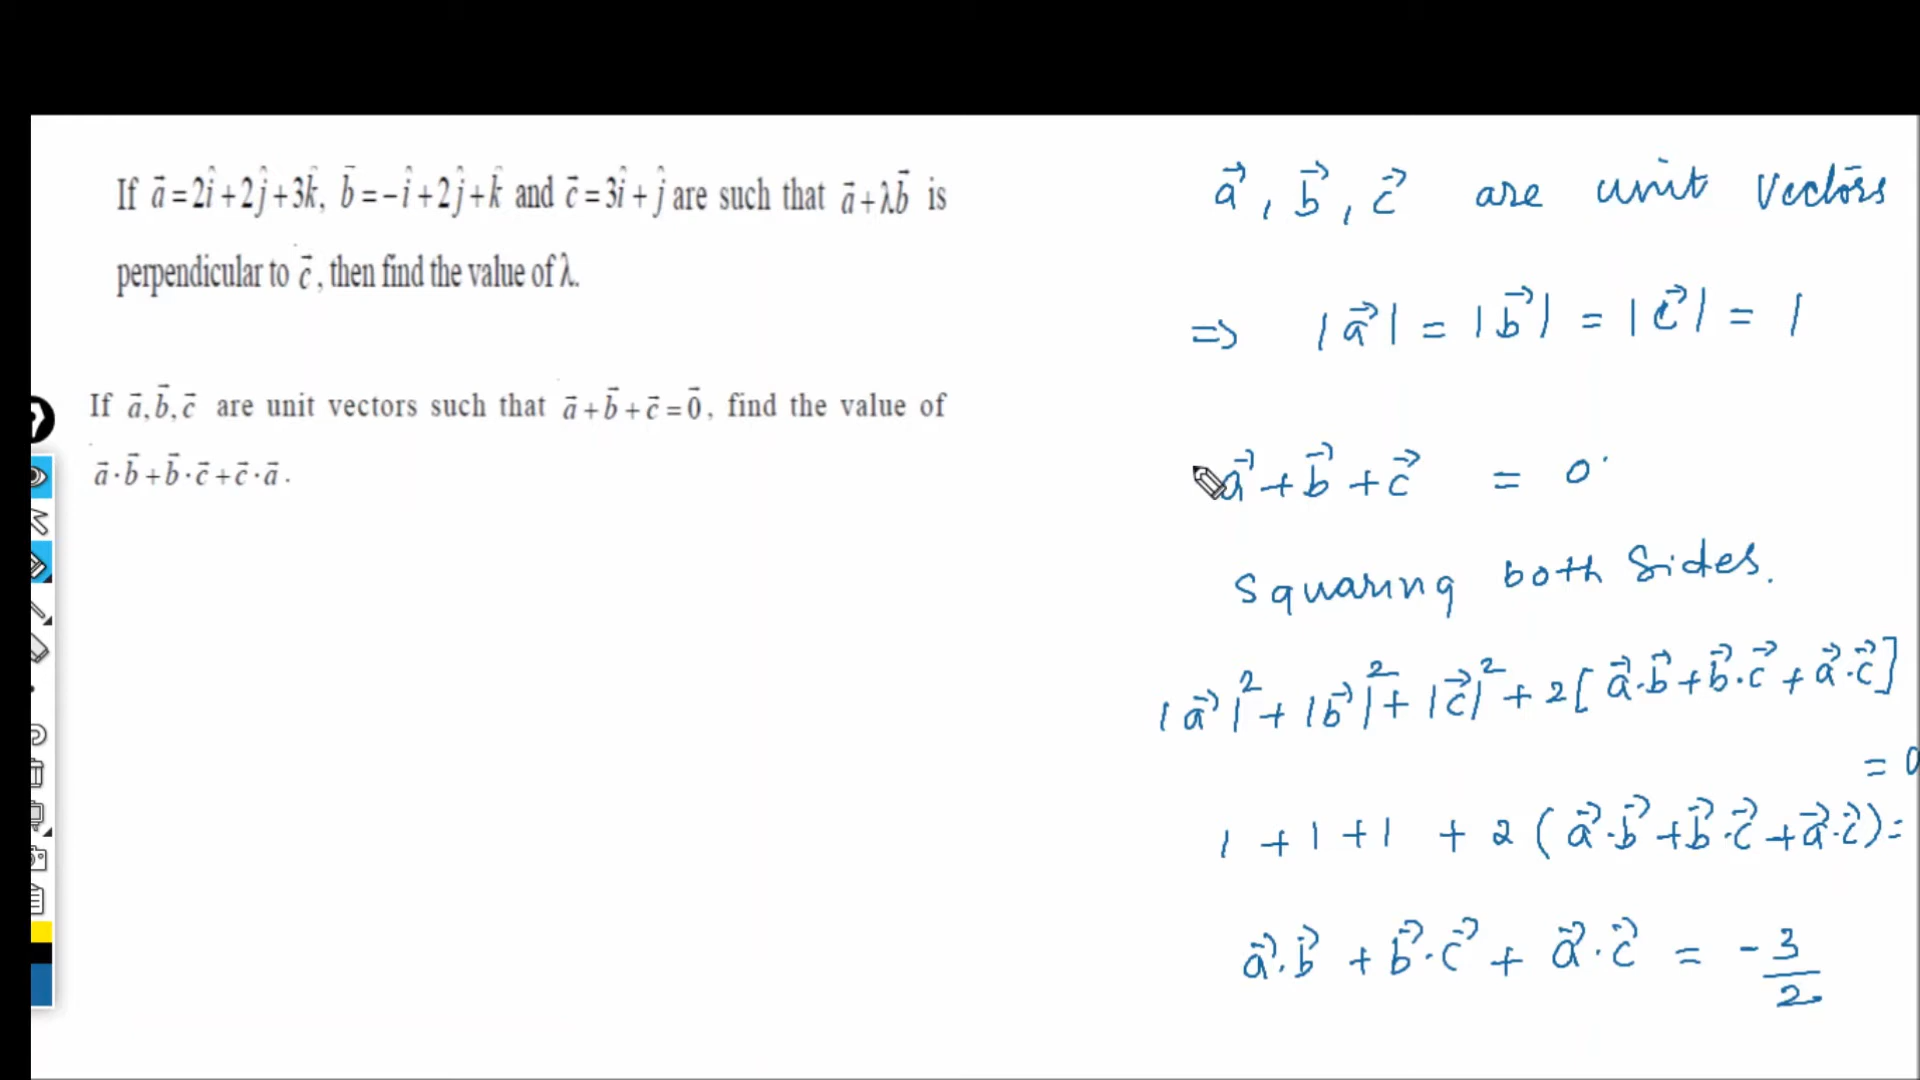 If a⃗ = 2î + 2ĵ + 3k̂, b⃗ = −î + 2ĵ + k̂ and c⃗ = 3î + ĵ are such that a⃗ + λb⃗ is
perpendicular to c⃗, then find the value of λ.
If a⃗, b⃗, c⃗ are unit vectors such that a⃗ + b⃗ + c⃗ = 0⃗, find the value of
a⃗ · b⃗ + b⃗ · c⃗ + c⃗ · a⃗.
a⃗, b⃗, c⃗ are unit vectors
=> |a⃗| = |b⃗| = |c⃗| = 1
a⃗ + b⃗ + c⃗ = 0
Squaring both sides.
|a⃗|² + |b⃗|² + |c⃗|² + 2[a⃗·b⃗ + b⃗·c⃗ + a⃗·c⃗]
= 0
1 + 1 + 1 + 2(a⃗·b⃗ + b⃗·c⃗ + a⃗·c⃗) =
a⃗·b⃗ + b⃗·c⃗ + a⃗·c⃗ = -3/2